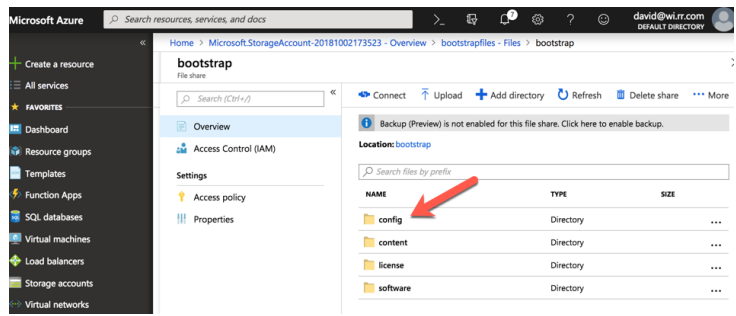 Microsoft Azure
Search resources, services, and docs
>_
7
?
david@wi.rr.com
DEFAULT DIRECTORY
«
Home > Microsoft.StorageAccount-20181002173523 - Overview > bootstrapfiles - Files > bootstrap
Create a resource
All services
FAVORITES
Dashboard
Resource groups
Templates
Function Apps
SQL databases
Virtual machines
Load balancers
Storage accounts
Virtual networks
bootstrap
File share
Search (Ctrl+/)
«
Overview
Access Control (IAM)
Settings
Access policy
Properties
Connect Upload Add directory Refresh Delete share ••• More
Backup (Preview) is not enabled for this file share. Click here to enable backup.
Location: bootstrap
Search files by prefix
NAME TYPE SIZE
config Directory ...
content Directory ...
license Directory ...
software Directory ...